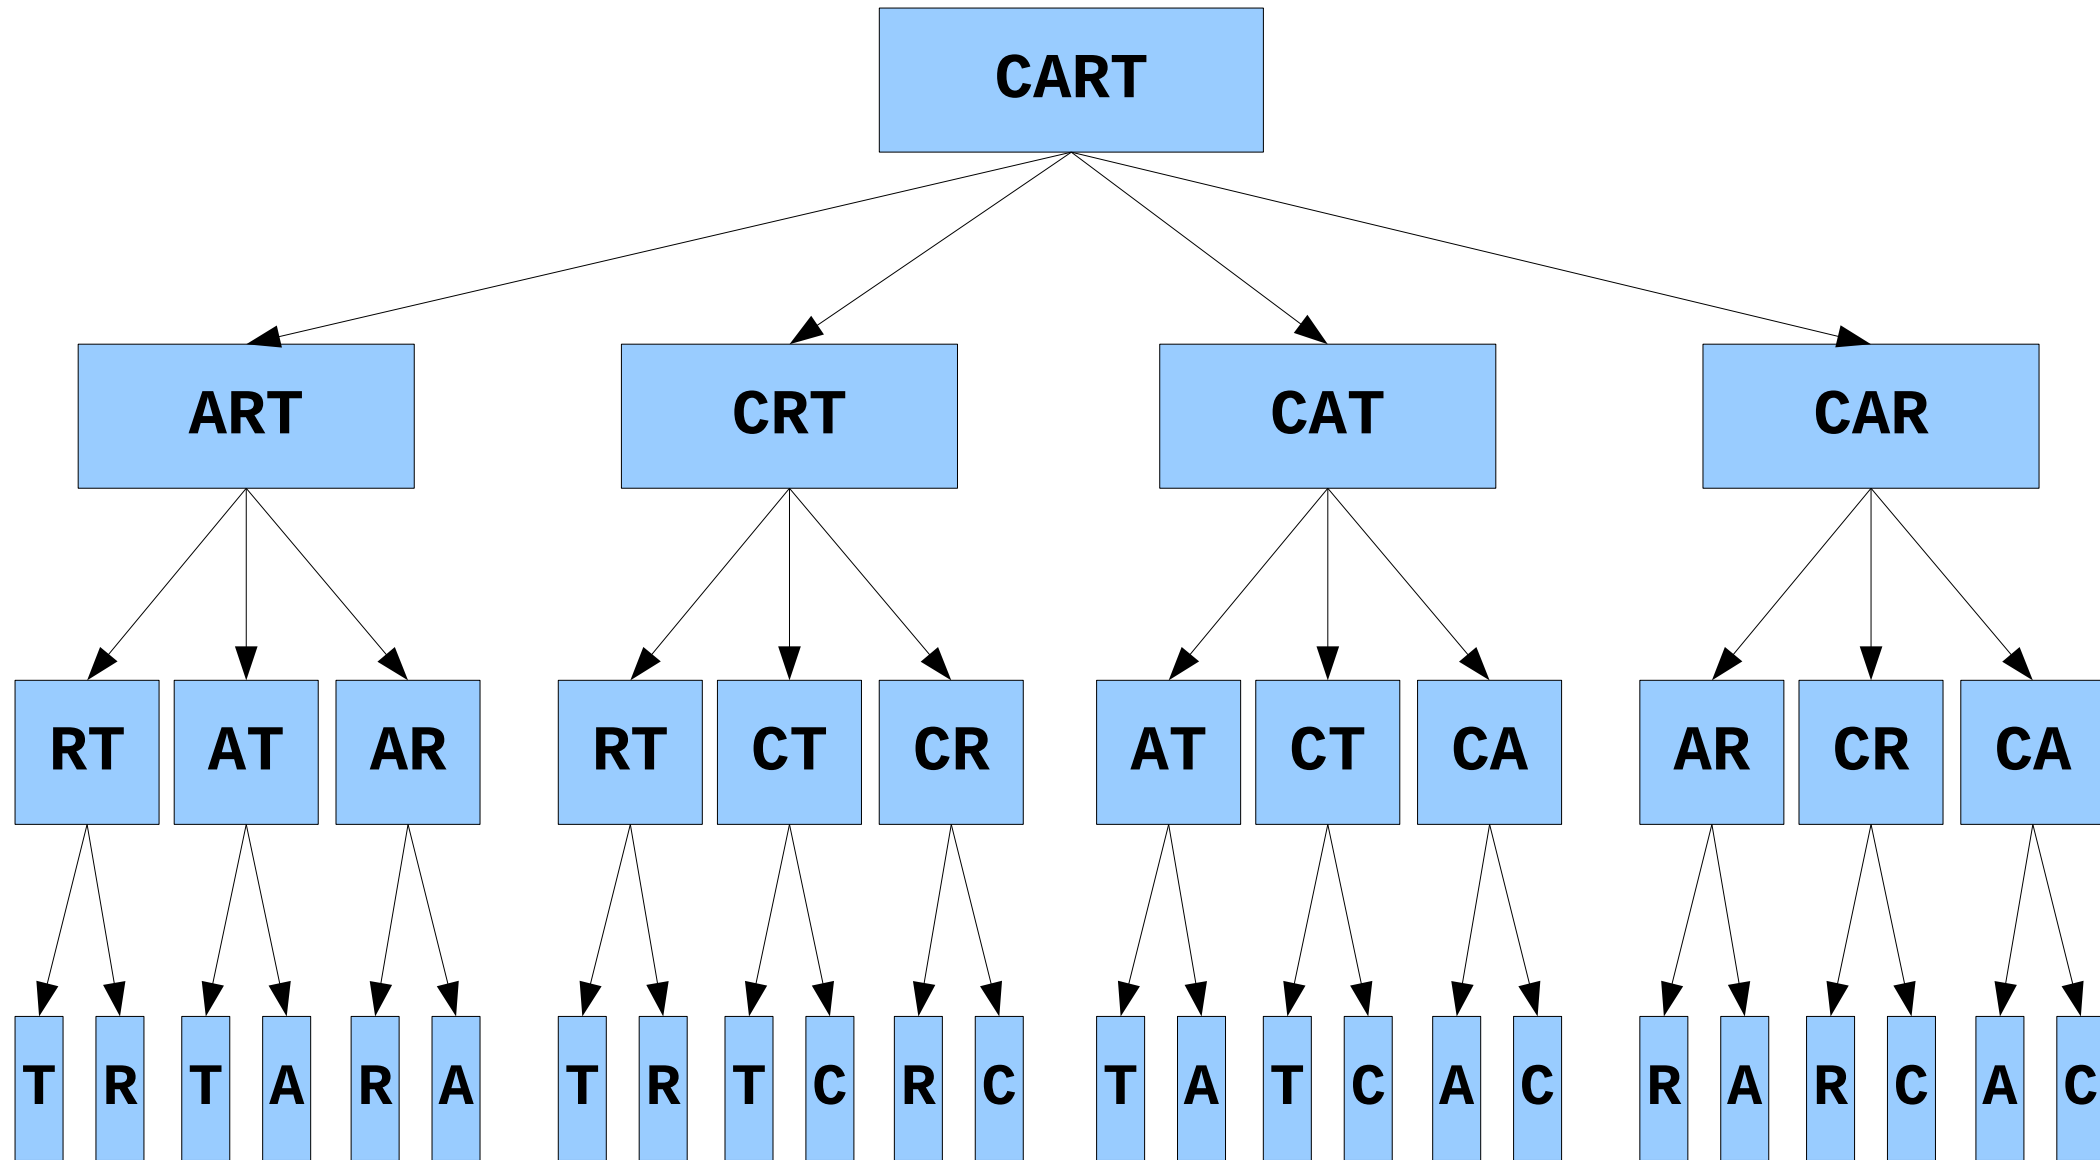 CART
ART CRT CAT CAR
RT AT AR RT CT CR AT CT CA AR CR CA
T R T A R A T R T C R C T A T C A C R A R C A C